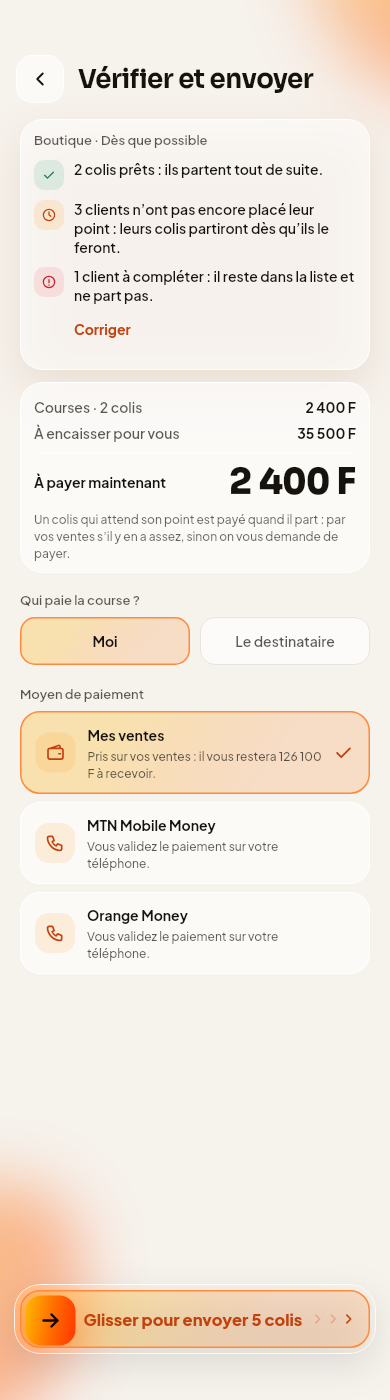 Vérifier et envoyer
Boutique · Dès que possible
2 colis prêts : ils partent tout de suite.
3 clients n’ont pas encore placé leur
point : leurs colis partiront dès qu’ils le
feront.
1 client à compléter : il reste dans la liste et
ne part pas.
Corriger
Courses · 2 colis 2 400 F
À encaisser pour vous 35 500 F
À payer maintenant 2 400 F
Un colis qui attend son point est payé quand il part : par
vos ventes s’il y en a assez, sinon on vous demande de
payer.
Qui paie la course ?
Moi Le destinataire
Moyen de paiement
Mes ventes
Pris sur vos ventes : il vous restera 126 100
F à recevoir.
MTN Mobile Money
Vous validez le paiement sur votre
téléphone.
Orange Money
Vous validez le paiement sur votre
téléphone.
Glisser pour envoyer 5 colis